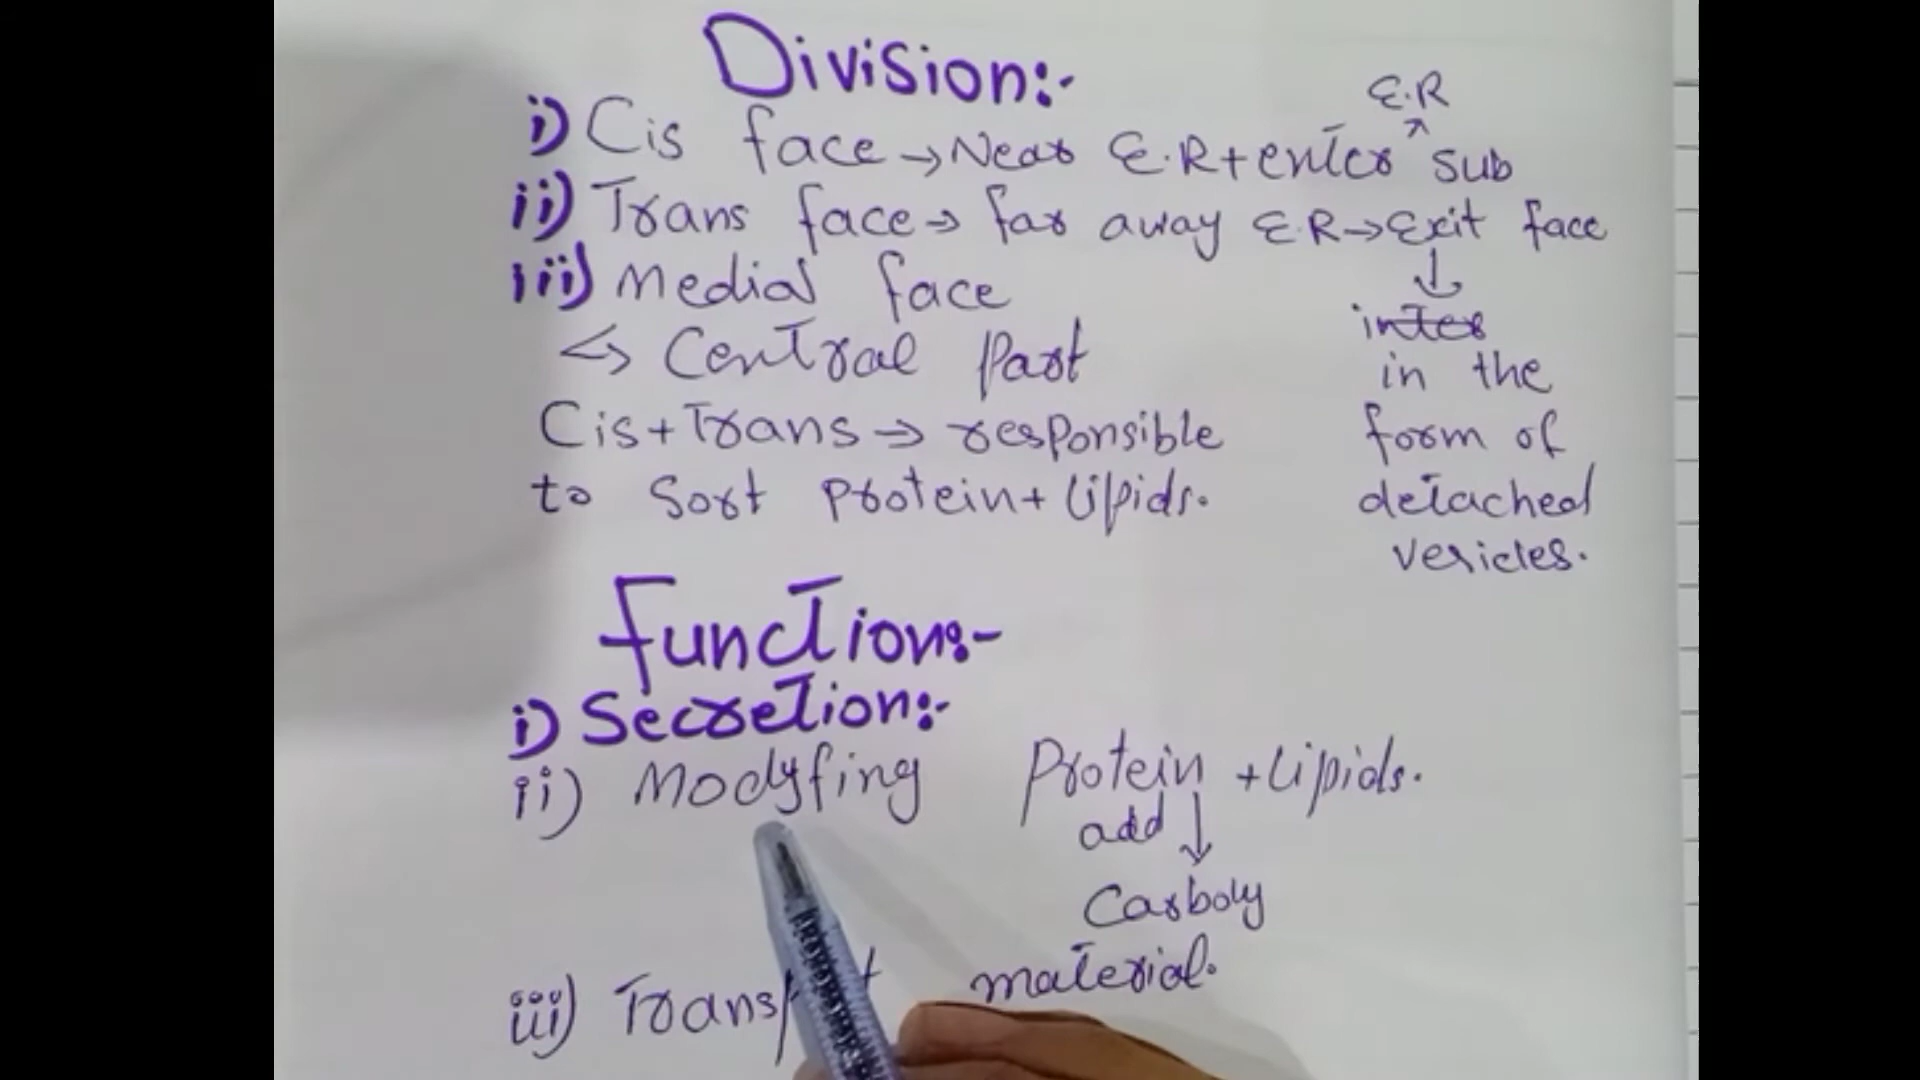 Division:-
E.R
i) Cis face → Near E.R + enter sub
ii) Trans face → far away E.R → Exit face
iii) Medial face
inter
↳ Central Part
in the
Cis + Trans → responsible
form of
to Sort protein + Lipids.
detached
vesicles.
Function:-
i) Secretion:-
ii) Modyfing Protein + Lipids.
add ↓
Carbohy
iii) material.